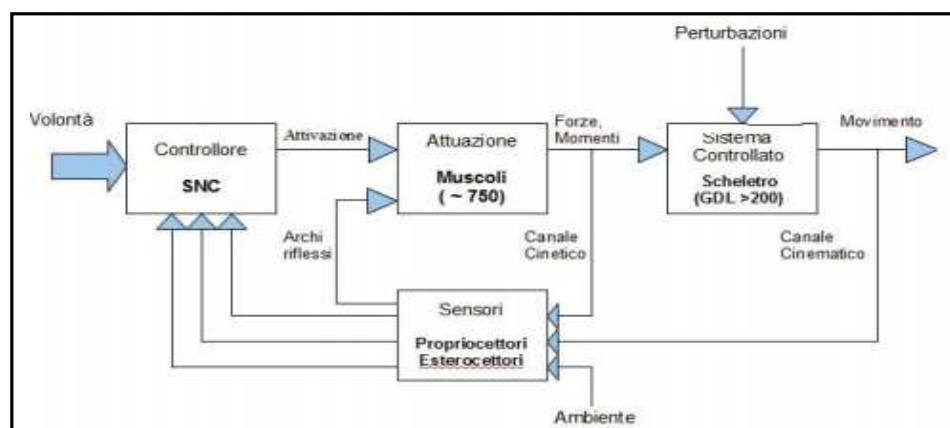 Perturbazioni
Volontà
Controllore
SNC
Attivazione
Attuazione
Muscoli
( ~ 750)
Forze,
Momenti
Sistema
Controllato
Scheletro
(GDL >200)
Movimento
Archi
riflessi
Canale
Cinetico
Canale
Cinematico
Sensori
Propriocettori
Esterocettori
Ambiente